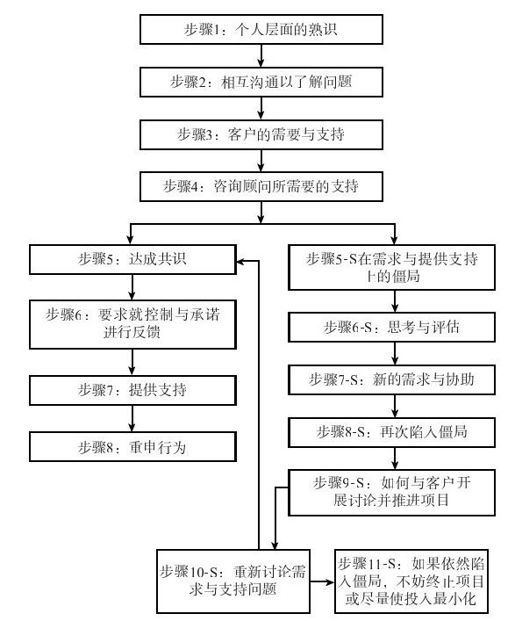 步骤1：个人层面的熟识
步骤2：相互沟通以了解问题
步骤3：客户的需要与支持
步骤4：咨询顾问所需要的支持
步骤5：达成共识
步骤6：要求就控制与承诺
进行反馈
步骤7：提供支持
步骤8：重申行为
步骤5-S在需求与提供支持
上的僵局
步骤6-S：思考与评估
步骤7-S：新的需求与协助
步骤8-S：再次陷入僵局
步骤9-S：如何与客户开
展讨论并推进项目
步骤10-S：重新讨论需
求与支持问题
步骤11-S：如果依然陷
入僵局，不妨终止项目
或尽量使投入最小化